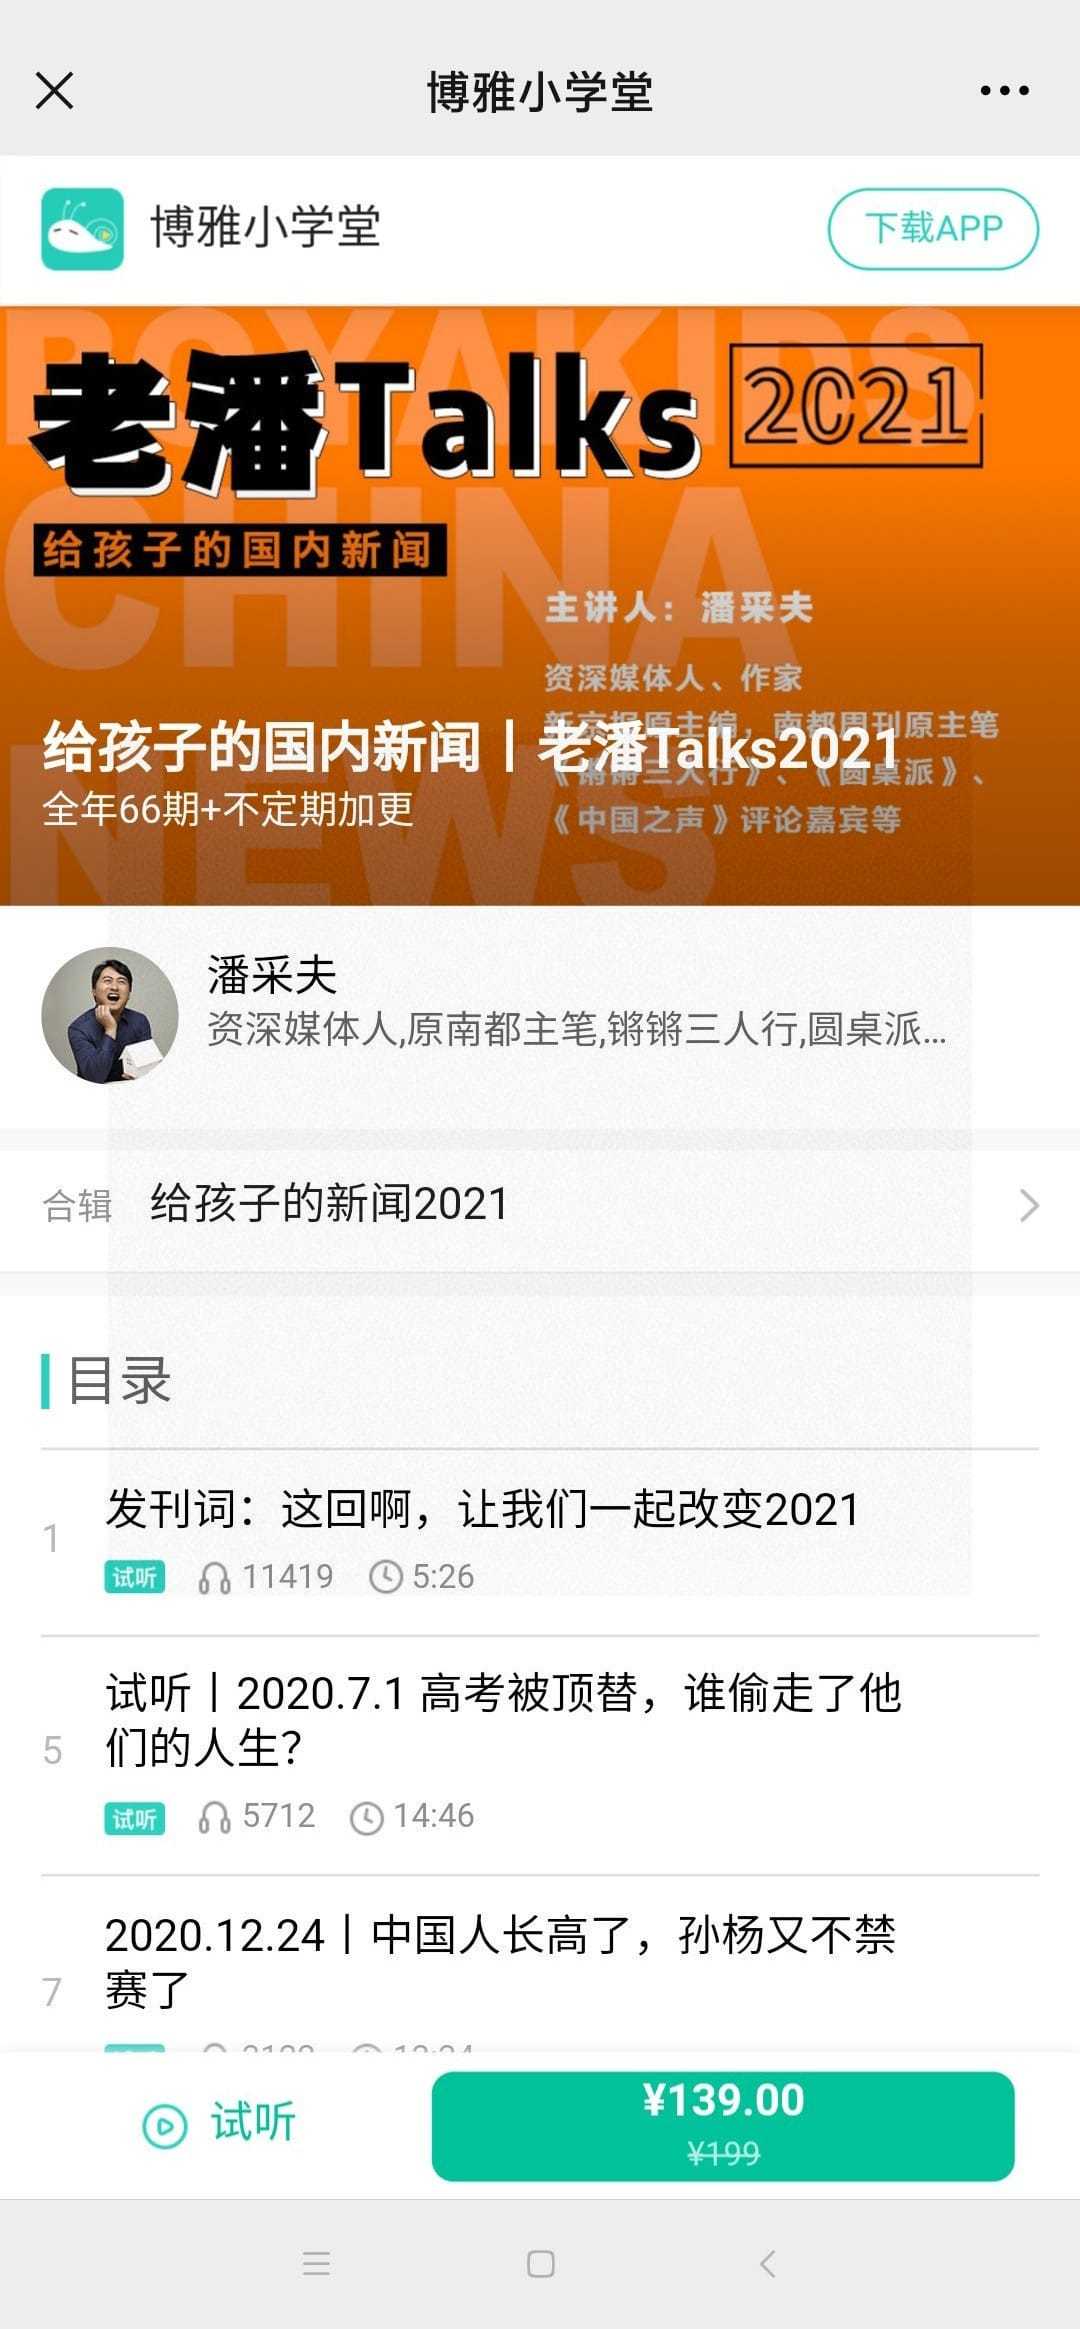 博雅小学堂
博雅小学堂
下载APP
BOYAKIDS
CHINA
NEWS
老潘Talks 2021
给孩子的国内新闻
主讲人：潘采夫
资深媒体人、作家
新京报原主编，南都周刊原主笔
《锵锵三人行》、《圆桌派》、
《中国之声》评论嘉宾等
给孩子的国内新闻丨老潘Talks2021
全年66期+不定期加更
潘采夫
资深媒体人,原南都主笔,锵锵三人行,圆桌派...
合辑 给孩子的新闻2021
目录
1
发刊词：这回啊，让我们一起改变2021
试听 11419 5:26
5
试听丨2020.7.1 高考被顶替，谁偷走了他
们的人生？
试听 5712 14:46
7
2020.12.24丨中国人长高了，孙杨又不禁
赛了
试听
¥139.00
¥199